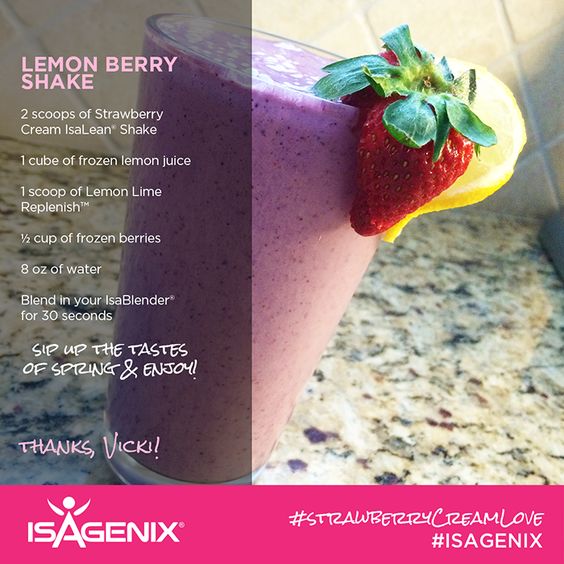 LEMON BERRY
SHAKE
2 scoops of Strawberry
Cream IsaLean® Shake
1 cube of frozen lemon juice
1 scoop of Lemon Lime
Replenish™
½ cup of frozen berries
8 oz of water
Blend in your IsaBlender®
for 30 seconds
SIP UP THE TASTES
OF SPRING & ENJOY!
THANKS, VICKI!
ISAGENIX®
#STRAWBERRYCREAMLOVE
#ISAGENIX